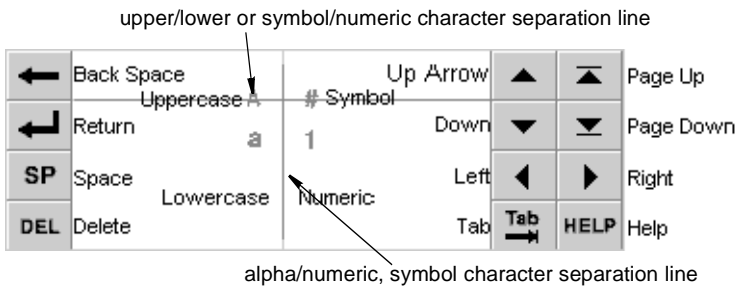 upper/lower or symbol/numeric character separation line
Back Space Up Arrow Page Up
Uppercase A # Symbol
Return a 1 Down Page Down
SP Space Left Right
Lowercase Numeric
DEL Delete Tab Tab HELP Help
alpha/numeric, symbol character separation line